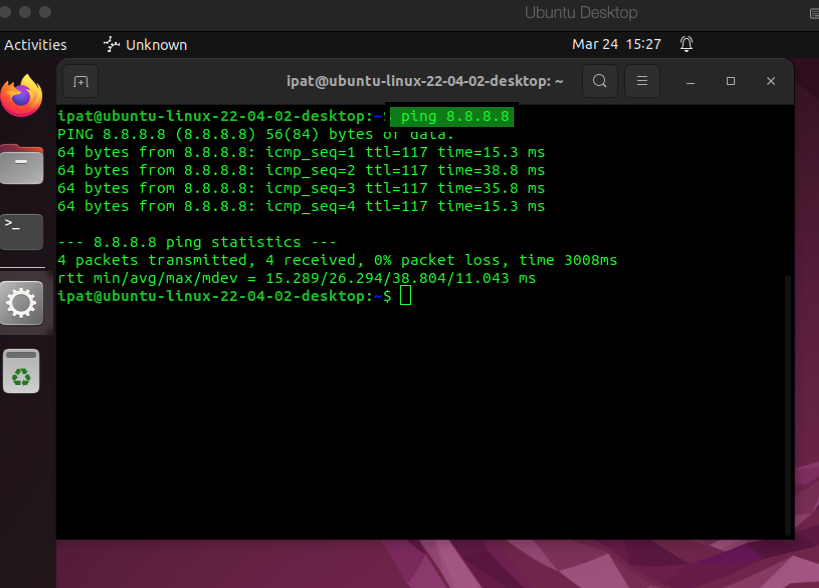 Ubuntu Desktop
Activities Unknown Mar 24 15:27
ipat@ubuntu-linux-22-04-02-desktop: ~
ipat@ubuntu-linux-22-04-02-desktop:~ ping 8.8.8.8
PING 8.8.8.8 (8.8.8.8) 56(84) bytes of data.
64 bytes from 8.8.8.8: icmp_seq=1 ttl=117 time=15.3 ms
64 bytes from 8.8.8.8: icmp_seq=2 ttl=117 time=38.8 ms
64 bytes from 8.8.8.8: icmp_seq=3 ttl=117 time=35.8 ms
64 bytes from 8.8.8.8: icmp_seq=4 ttl=117 time=15.3 ms
--- 8.8.8.8 ping statistics ---
4 packets transmitted, 4 received, 0% packet loss, time 3008ms
rtt min/avg/max/mdev = 15.289/26.294/38.804/11.043 ms
ipat@ubuntu-linux-22-04-02-desktop:~$